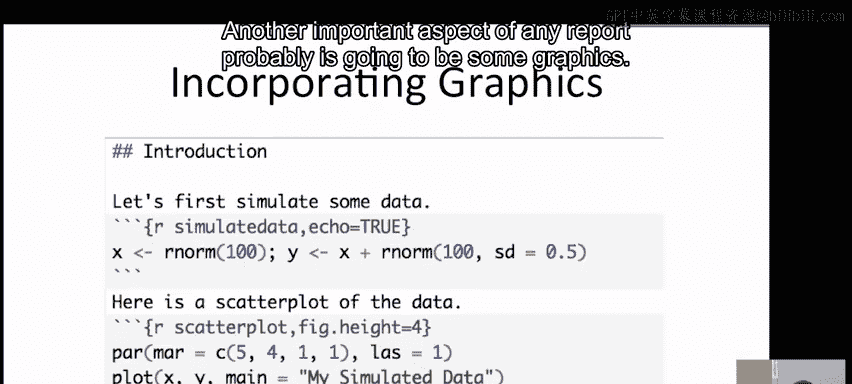 Another important aspect of any report
probably is going to be some graphics.
Incorporating Graphics
## Introduction
Let's first simulate some data.
```{r simulatedata,echo=TRUE}
x <- rnorm(100); y <- x + rnorm(100, sd = 0.5)
```
Here is a scatterplot of the data.
```{r scatterplot,fig.height=4}
par(mar = c(5, 4, 1, 1), las = 1)
plot(x, y, main = "My Simulated Data")